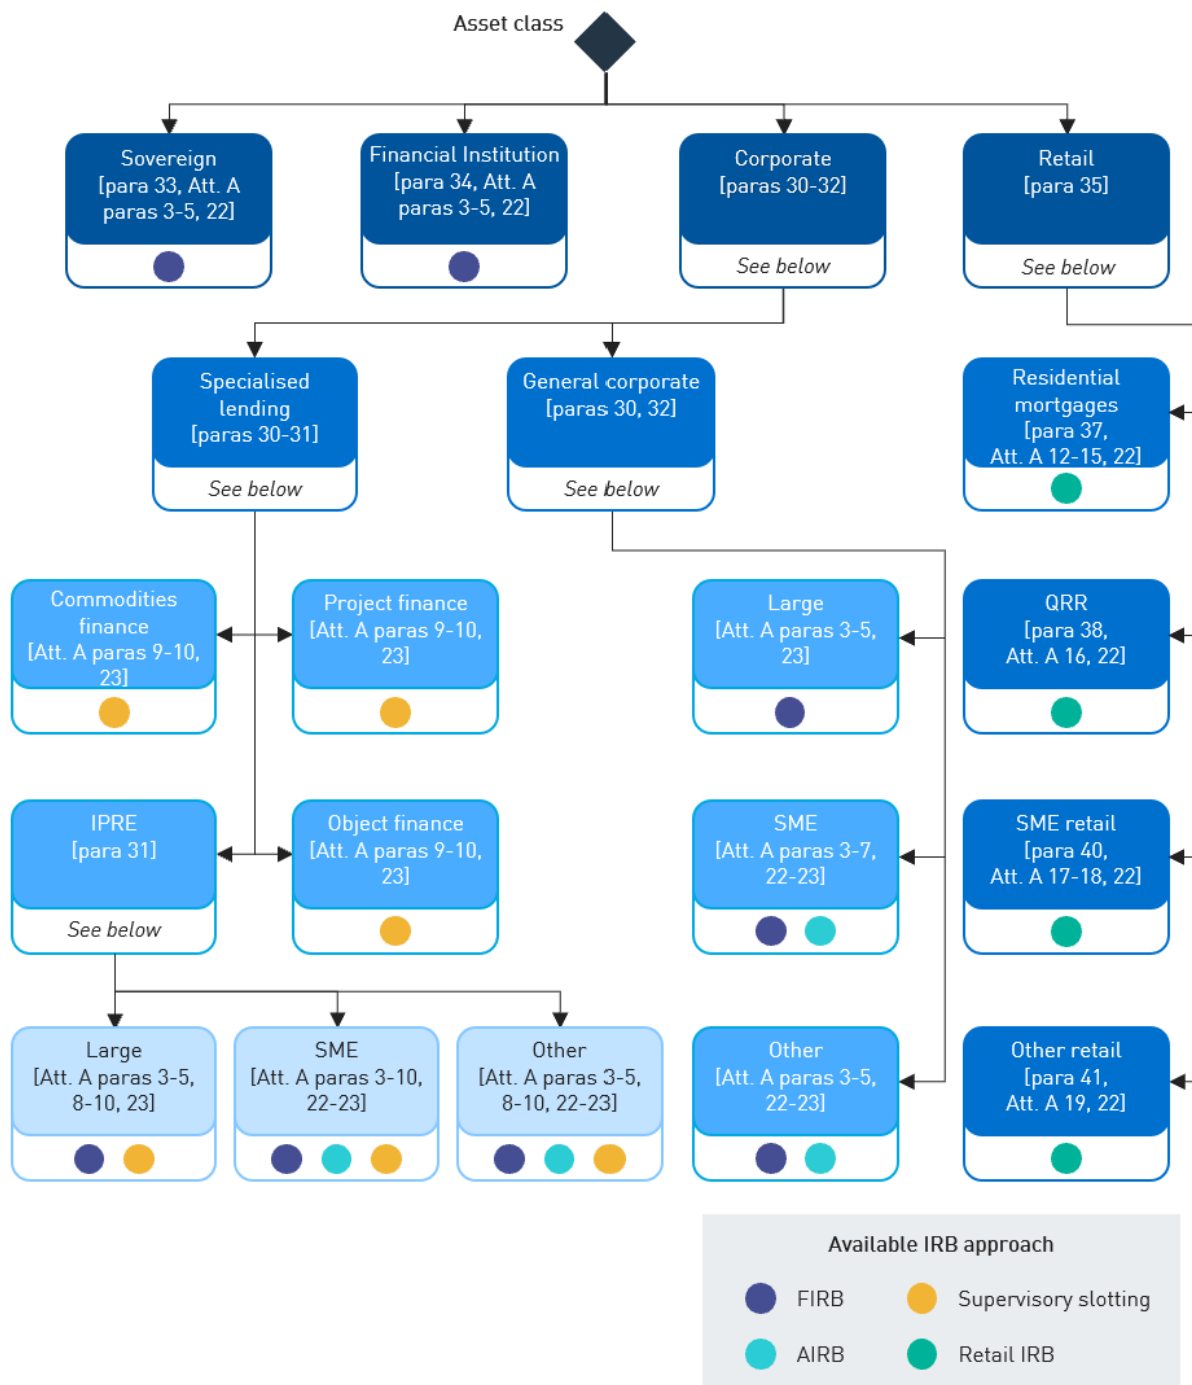 Asset class
Sovereign
[para 33, Att. A
paras 3-5, 22]
Financial Institution
[para 34, Att. A
paras 3-5, 22]
Corporate
[paras 30-32]
See below
Retail
[para 35]
See below
Specialised
lending
[paras 30-31]
See below
General corporate
[paras 30, 32]
See below
Residential
mortgages
[para 37,
Att. A 12-15, 22]
Commodities
finance
[Att. A paras 9-10,
23]
Project finance
[Att. A paras 9-10,
23]
Large
[Att. A paras 3-5,
23]
QRR
[para 38,
Att. A 16, 22]
IPRE
[para 31]
See below
Object finance
[Att. A paras 9-10,
23]
SME
[Att. A paras 3-7,
22-23]
SME retail
[para 40,
Att. A 17-18, 22]
Large
[Att. A paras 3-5,
8-10, 23]
SME
[Att. A paras 3-10,
22-23]
Other
[Att. A paras 3-5,
8-10, 22-23]
Other
[Att. A paras 3-5,
22-23]
Other retail
[para 41,
Att. A 19, 22]
Available IRB approach
FIRB
Supervisory slotting
AIRB
Retail IRB